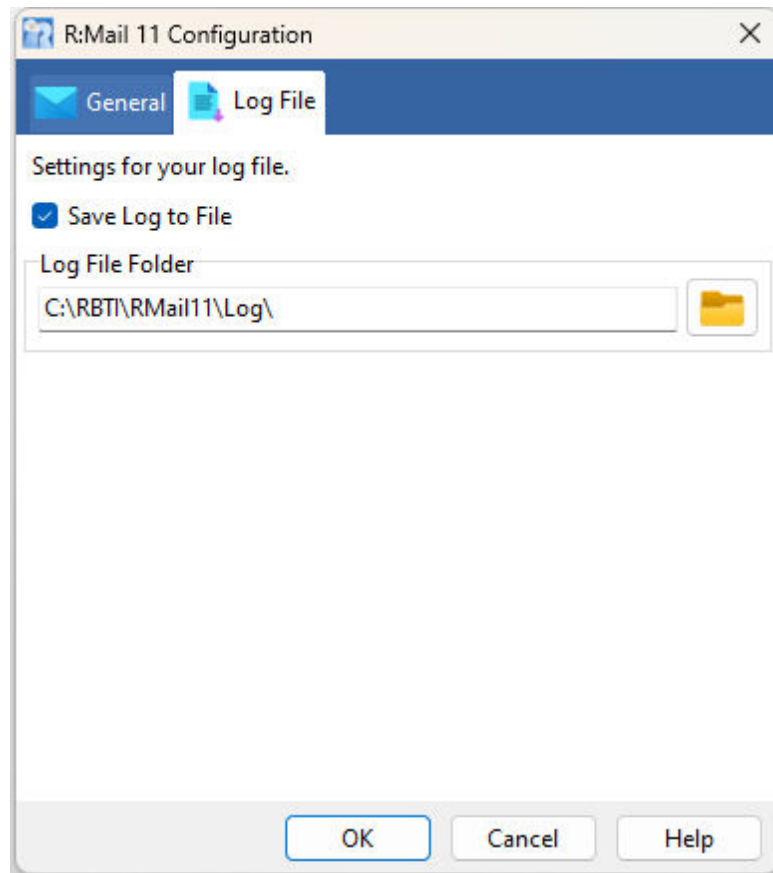 R:Mail 11 Configuration
General
Log File
Settings for your log file.
Save Log to File
Log File Folder
C:\RBTI\RMail11\Log\
OK
Cancel
Help